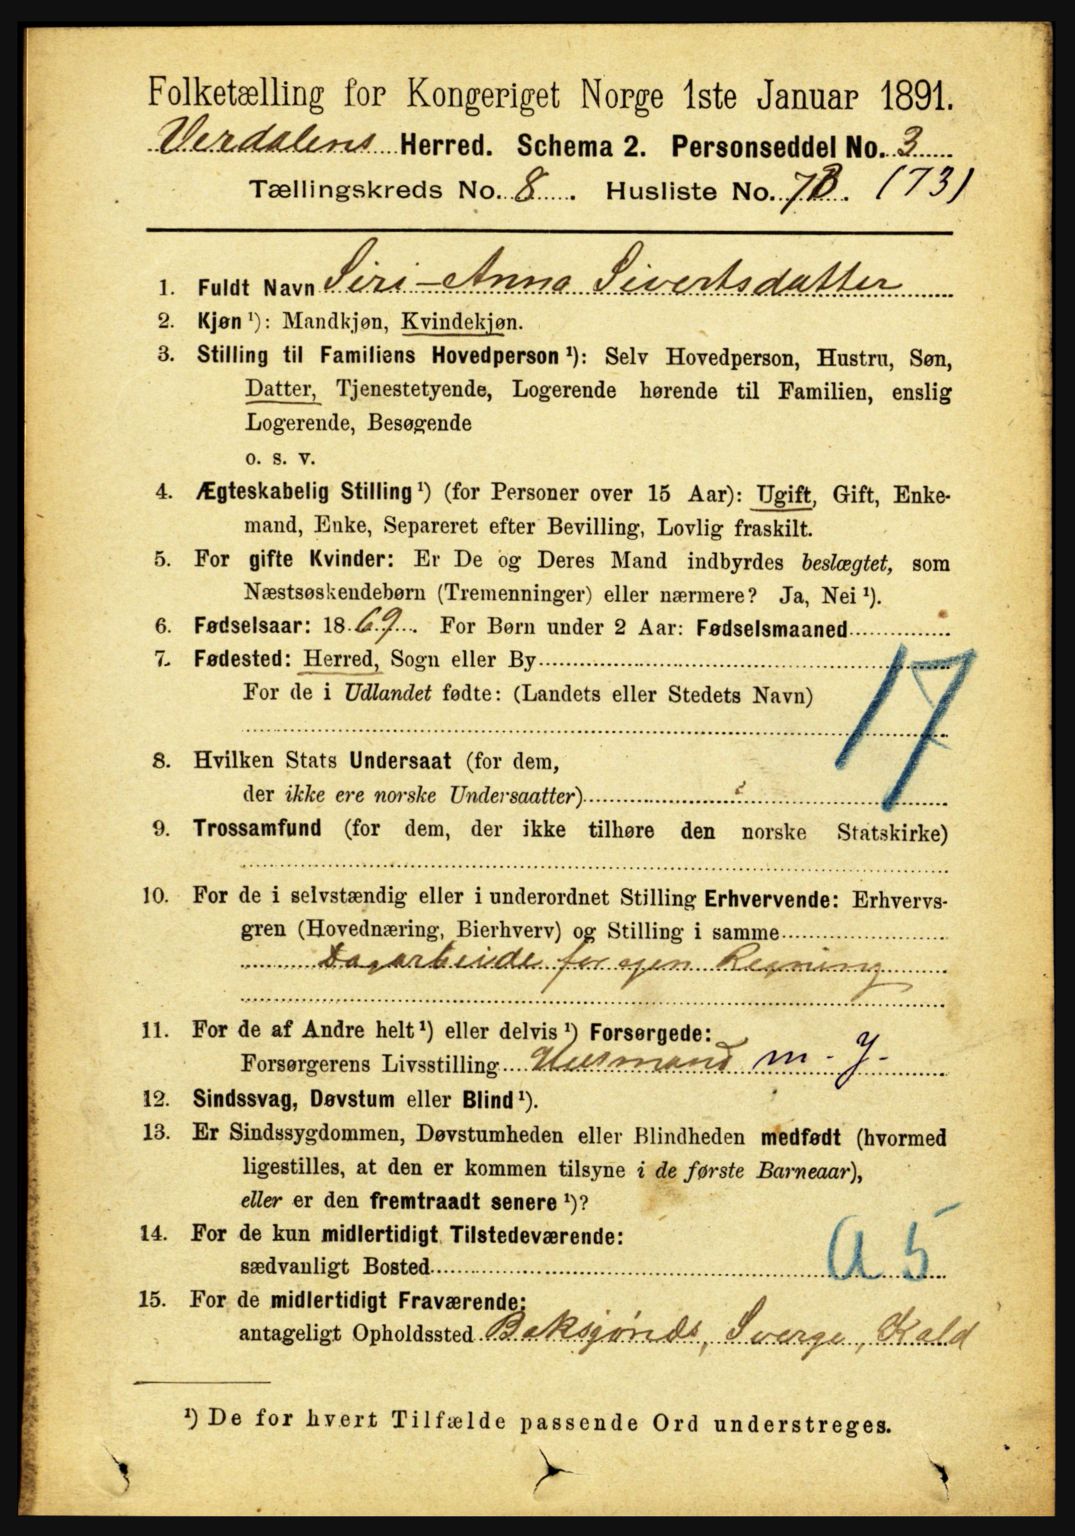 Folketælling for Kongeriget Norge 1ste Januar 1891.
Verdalens Herred. Schema 2. Personseddel No. 3
Tællingskreds No. 8. Husliste No. 7B. (73)
1. Fuldt Navn Siri-Anna Sivertsdatter
2. Kjøn ¹): Mandkjøn, Kvindekjøn.
3. Stilling til Familiens Hovedperson ¹): Selv Hovedperson, Hustru, Søn,
Datter, Tjenestetyende, Logerende hørende til Familien, enslig
Logerende, Besøgende
o. s. v.
4. Ægteskabelig Stilling ¹) (for Personer over 15 Aar): Ugift, Gift, Enke-
mand, Enke, Separeret efter Bevilling, Lovlig fraskilt.
5. For gifte Kvinder: Er De og Deres Mand indbyrdes beslægtet, som
Næstsøskendebørn (Tremenninger) eller nærmere? Ja, Nei ¹).
6. Fødselsaar: 1869. For Børn under 2 Aar: Fødselsmaaned
7. Fødested: Herred, Sogn eller By
17
For de i Udlandet fødte: (Landets eller Stedets Navn)
8. Hvilken Stats Undersaat (for dem,
der ikke ere norske Undersaatter)
9. Trossamfund (for dem, der ikke tilhøre den norske Statskirke)
10. For de i selvstændig eller i underordnet Stilling Erhvervende: Erhvervs-
gren (Hovednæring, Bierhverv) og Stilling i samme
Dagarbeide for egen Regning
11. For de af Andre helt ¹) eller delvis ¹) Forsørgede:
Forsørgerens Livsstilling Husmand m. J.
12. Sindssvag, Døvstum eller Blind ¹).
13. Er Sindssygdommen, Døvstumheden eller Blindheden medfødt (hvormed
ligestilles, at den er kommen tilsyne i de første Barneaar),
eller er den fremtraadt senere ¹)?
14. For de kun midlertidigt Tilstedeværende:
sædvanligt Bosted
a 5
15. For de midlertidigt Fraværende:
antageligt Opholdssted Baksjønäs, Sverge, Kald
¹) De for hvert Tilfælde passende Ord understreges.